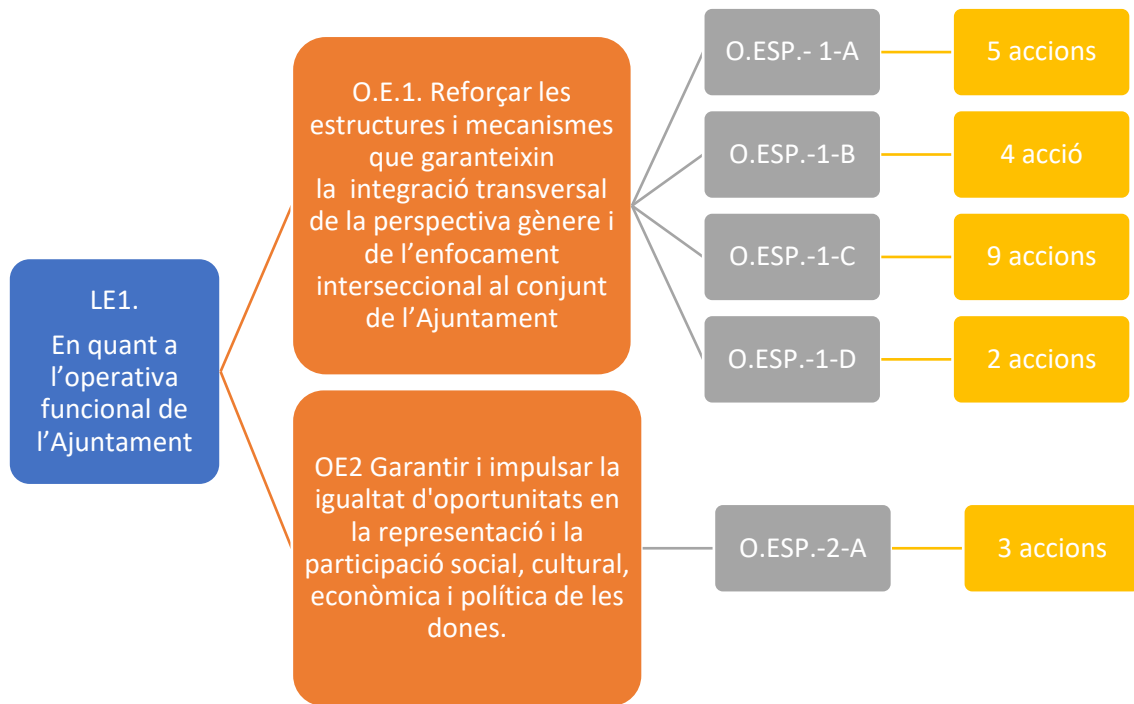 LE1.
En quant a
l’operativa
funcional de
l’Ajuntament
O.E.1. Reforçar les
estructures i mecanismes
que garanteixin
la  integració transversal
de la perspectiva gènere i
de l’enfocament
interseccional al conjunt
de l’Ajuntament
O.ESP.- 1-A
5 accions
O.ESP.-1-B
4 acció
O.ESP.-1-C
9 accions
O.ESP.-1-D
2 accions
OE2 Garantir i impulsar la
igualtat d'oportunitats en
la representació i la
participació social, cultural,
econòmica i política de les
dones.
O.ESP.-2-A
3 accions